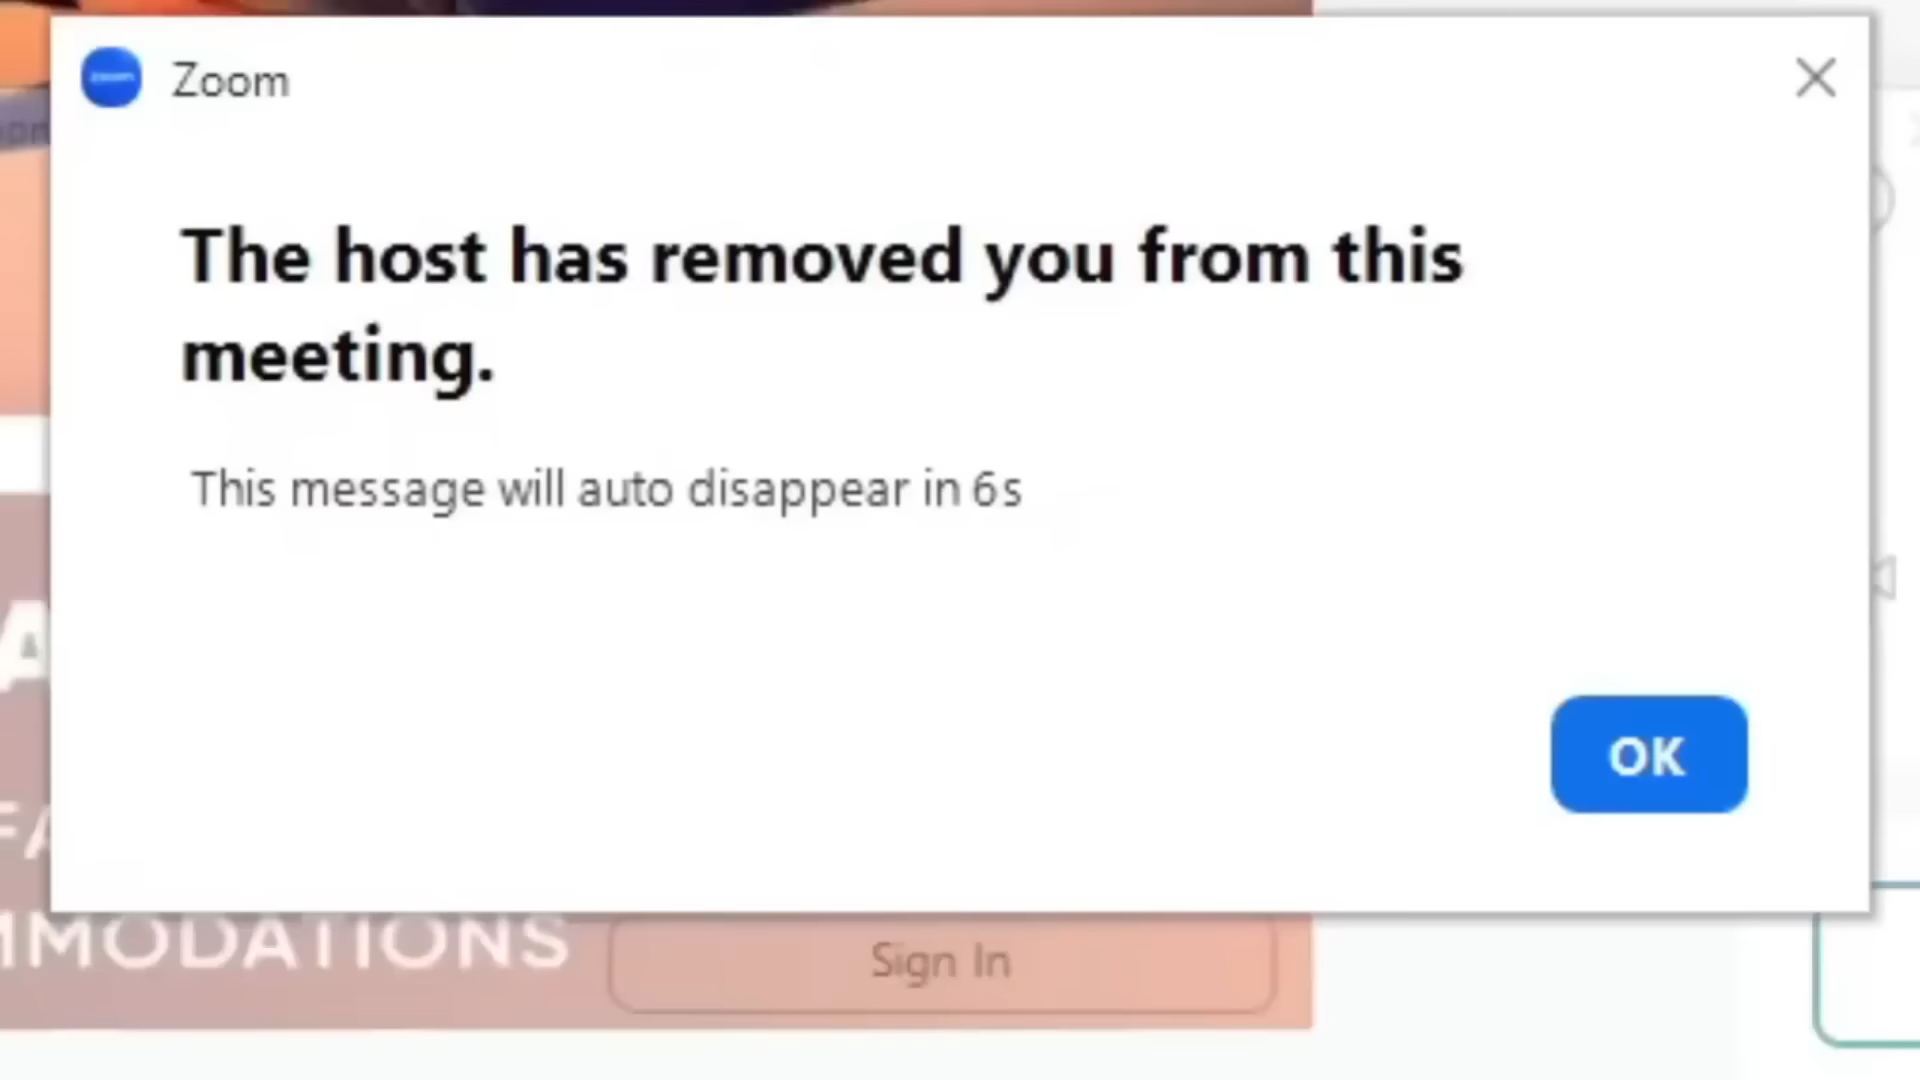 Zoom
The host has removed you from this
meeting.
This message will auto disappear in 6s
OK
MMODATIONS
Sign In